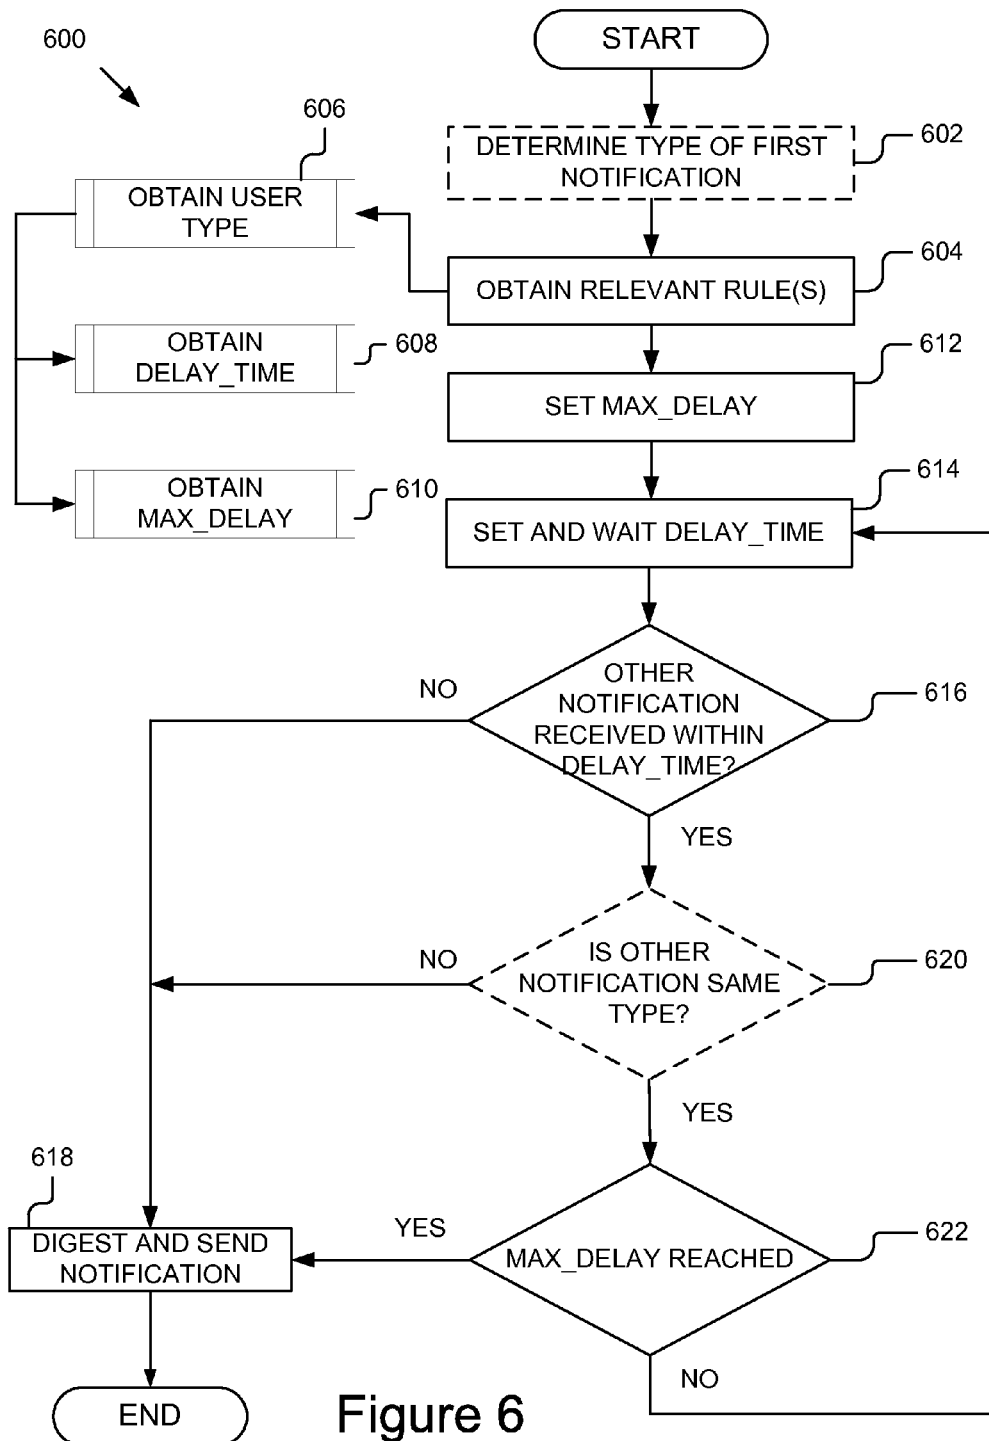 600
START
606
DETERMINE TYPE OF FIRST
NOTIFICATION
602
OBTAIN USER
TYPE
604
OBTAIN RELEVANT RULE(S)
OBTAIN
DELAY_TIME
608
612
SET MAX_DELAY
OBTAIN
MAX_DELAY
610
614
SET AND WAIT DELAY_TIME
OTHER
NOTIFICATION
RECEIVED WITHIN
DELAY_TIME?
NO
616
YES
IS OTHER
NOTIFICATION SAME
TYPE?
NO
620
YES
618
DIGEST AND SEND
NOTIFICATION
YES
MAX_DELAY REACHED
622
NO
END
Figure 6